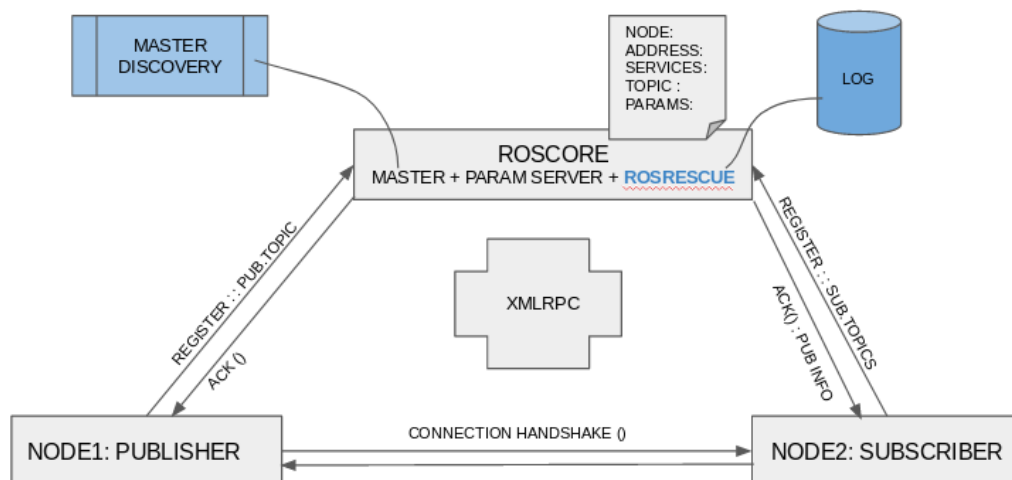 MASTER
DISCOVERY
NODE:
ADDRESS:
SERVICES:
TOPIC :
PARAMS:
LOG
ROSCORE
MASTER + PARAM SERVER + ROSRESCUE
REGISTER : : PUB.TOPIC
ACK ()
XMLRPC
REGISTER : : SUB.TOPICS
ACK() : PUB INFO
CONNECTION HANDSHAKE ()
NODE1: PUBLISHER
NODE2: SUBSCRIBER